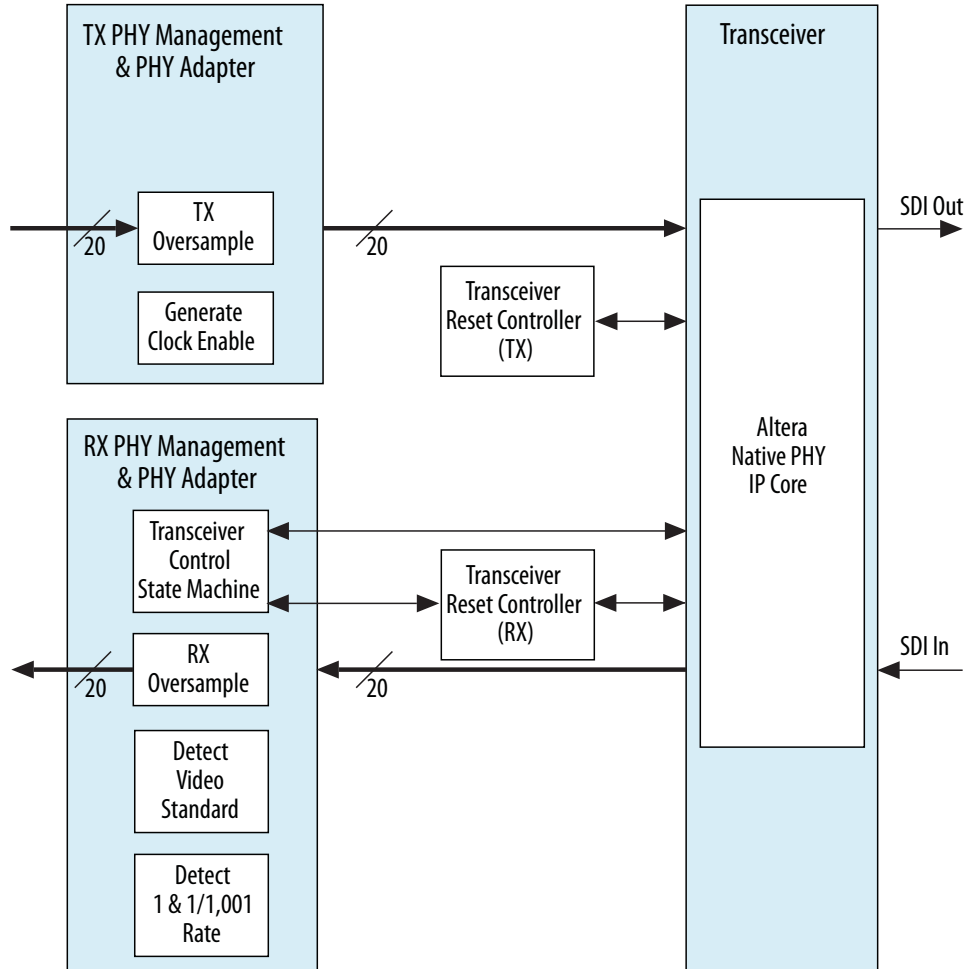 TX PHY Management
& PHY Adapter
TX
Oversample
20
Generate
Clock Enable
20
Transceiver
Reset Controller
(TX)
Transceiver
Altera
Native PHY
IP Core
SDI Out
SDI In
RX PHY Management
& PHY Adapter
Transceiver
Control
State Machine
Transceiver
Reset Controller
(RX)
RX
Oversample
20
20
Detect
Video
Standard
Detect
1 & 1/1,001
Rate